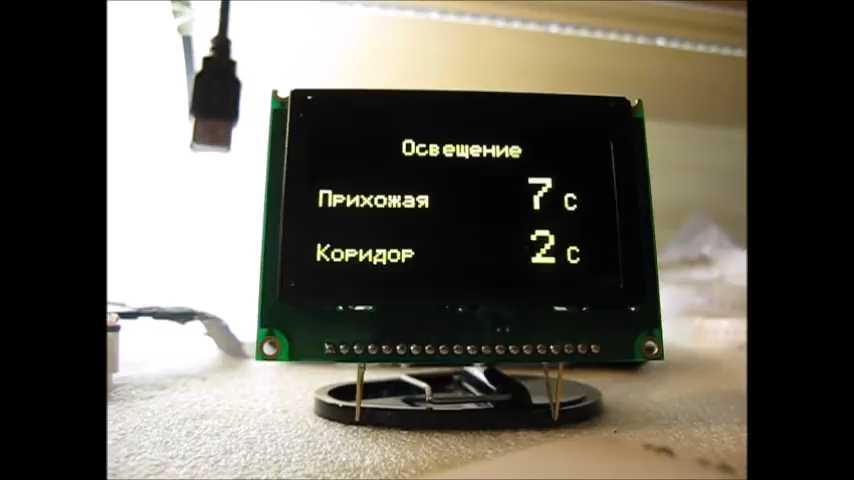 Освещение
Прихожая 7 с
Коридор 2 с